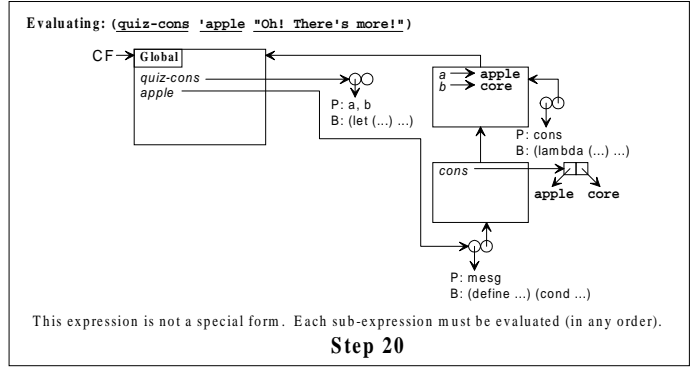 Evaluating: (quiz-cons 'apple "Oh! There's more!")
CF
Global
quiz-cons
apple
P: a, b
B: (let (...) ...)
a apple
b core
P: cons
B: (lambda (...) ...)
cons
apple core
P: mesg
B: (define ...) (cond ...)
This expression is not a special form. Each sub-expression must be evaluated (in any order).
Step 20